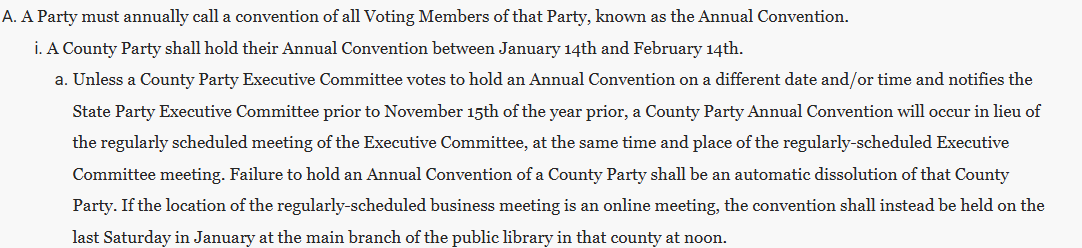 A. A Party must annually call a convention of all Voting Members of that Party, known as the Annual Convention.
i. A County Party shall hold their Annual Convention between January 14th and February 14th.
a. Unless a County Party Executive Committee votes to hold an Annual Convention on a different date and/or time and notifies the
State Party Executive Committee prior to November 15th of the year prior, a County Party Annual Convention will occur in lieu of
the regularly scheduled meeting of the Executive Committee, at the same time and place of the regularly-scheduled Executive
Committee meeting. Failure to hold an Annual Convention of a County Party shall be an automatic dissolution of that County
Party. If the location of the regularly-scheduled business meeting is an online meeting, the convention shall instead be held on the
last Saturday in January at the main branch of the public library in that county at noon.